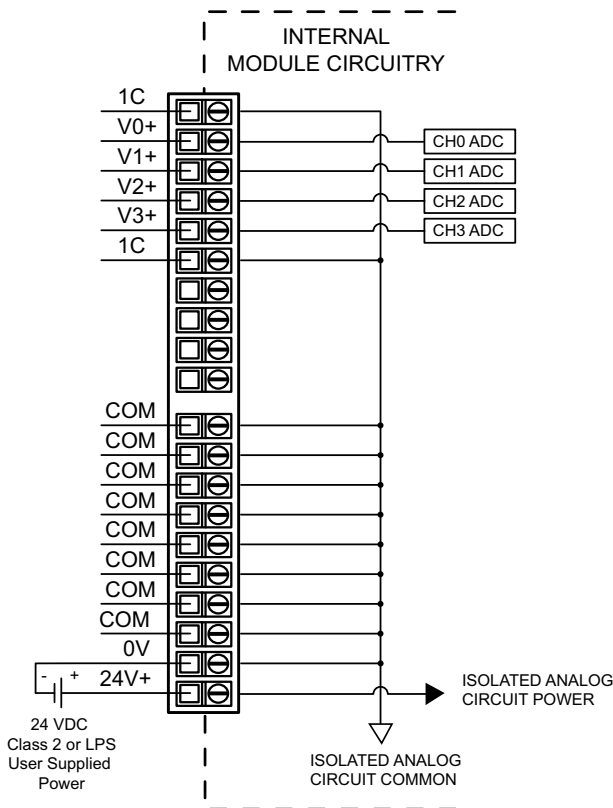 INTERNAL
MODULE CIRCUITRY
1C
V0+
CH0 ADC
V1+
CH1 ADC
V2+
CH2 ADC
V3+
CH3 ADC
1C
COM
COM
COM
COM
COM
COM
COM
COM
0V
- + 24V+
24 VDC
Class 2 or LPS
User Supplied
Power
ISOLATED ANALOG
CIRCUIT POWER
ISOLATED ANALOG
CIRCUIT COMMON